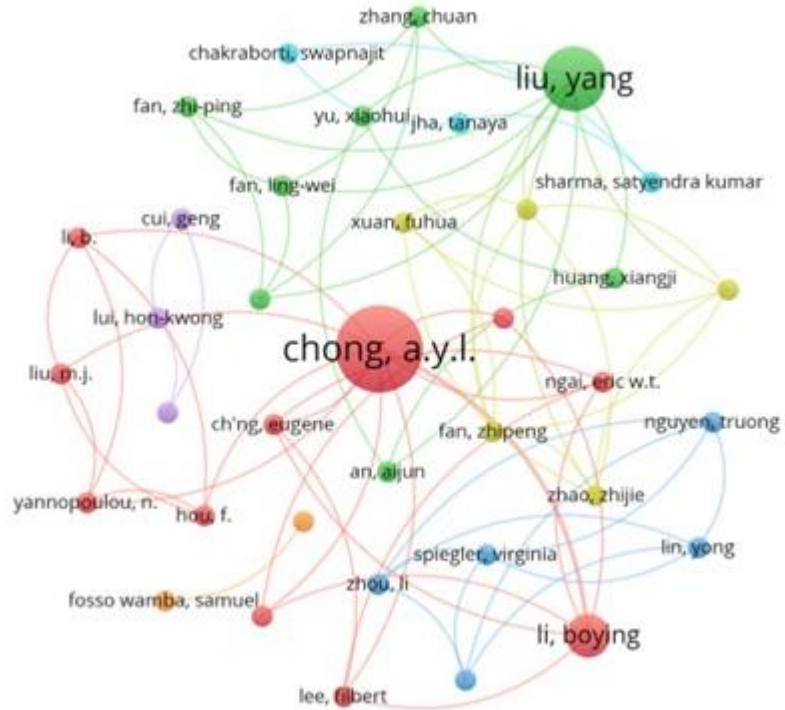 zhang, chuan
chakraborti, swapnajit
liu, yang
fan, zhi-ping
yu, xiaohui
jha, tanaya
fan, ling-wei
sharma, satyendra kumar
cui, geng
xuan, fuhua
li, b.
huang, xiangji
lui, hon-kwong
chong, a.y.l.
liu, m.j.
ngai, eric w.t.
ch'ng, eugene
fan, zhipeng
nguyen, truong
an, aijun
yannopoulou, n.
hou, f.
zhao, zhijie
spiegler, virginia
lin, yong
zhou, li
fosso wamba, samuel
li, boying
lee, filbert